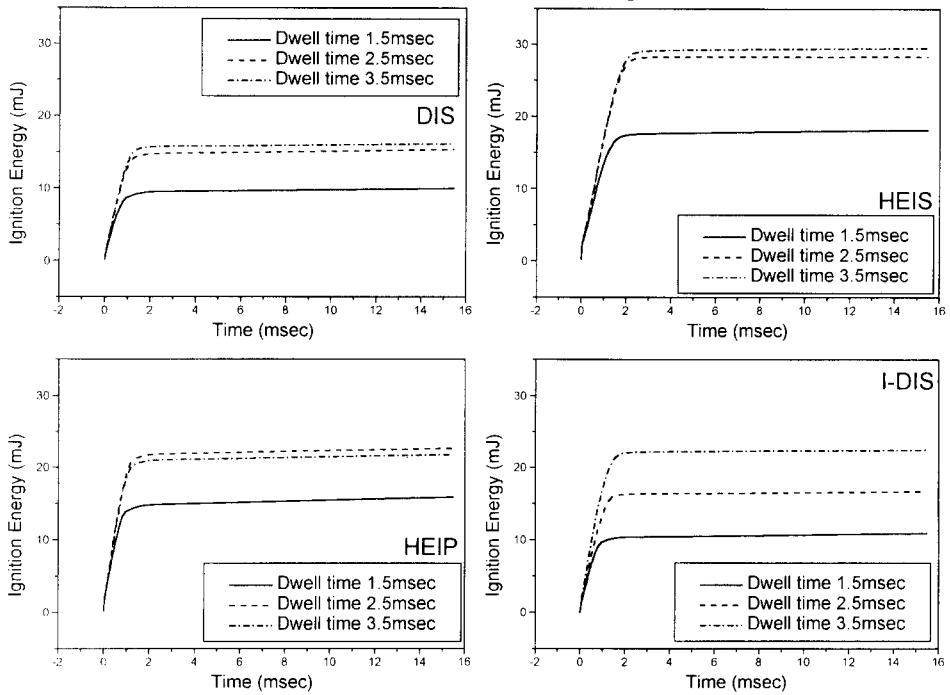 Ignition Energy (mJ)
30
20
10
0
Dwell time 1.5msec
Dwell time 2.5msec
Dwell time 3.5msec
DIS
-2 0 2 4 6 8 10 12 14 16
Time (msec)
Ignition Energy (mJ)
30
20
10
0
HEIS
Dwell time 1.5msec
Dwell time 2.5msec
Dwell time 3.5msec
-2 0 2 4 6 8 10 12 14 16
Time (msec)
Ignition Energy (mJ)
30
20
10
0
HEIP
Dwell time 1.5msec
Dwell time 2.5msec
Dwell time 3.5msec
-2 0 2 4 6 8 10 12 14 16
Time (msec)
Ignition Energy (mJ)
30
20
10
0
I-DIS
Dwell time 1.5msec
Dwell time 2.5msec
Dwell time 3.5msec
-2 0 2 4 6 8 10 12 14 16
Time (msec)